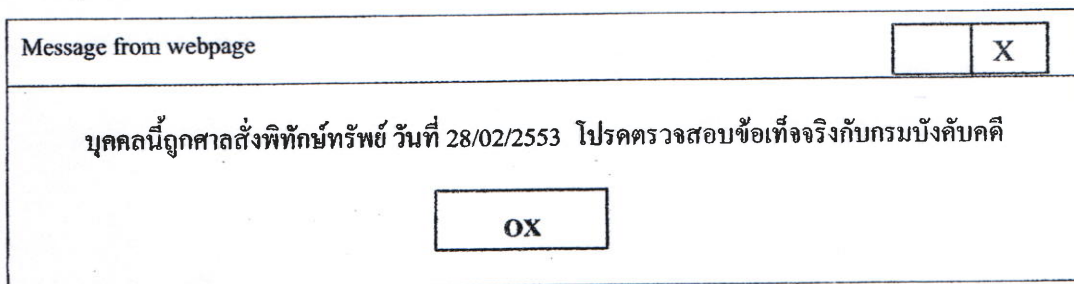 Message from webpage
X
บุคคลนี้ถูกศาลสั่งพิทักษ์ทรัพย์ วันที่ 28/02/2553 โปรดตรวจสอบข้อเท็จจริงกับกรมบังคับคดี
OX